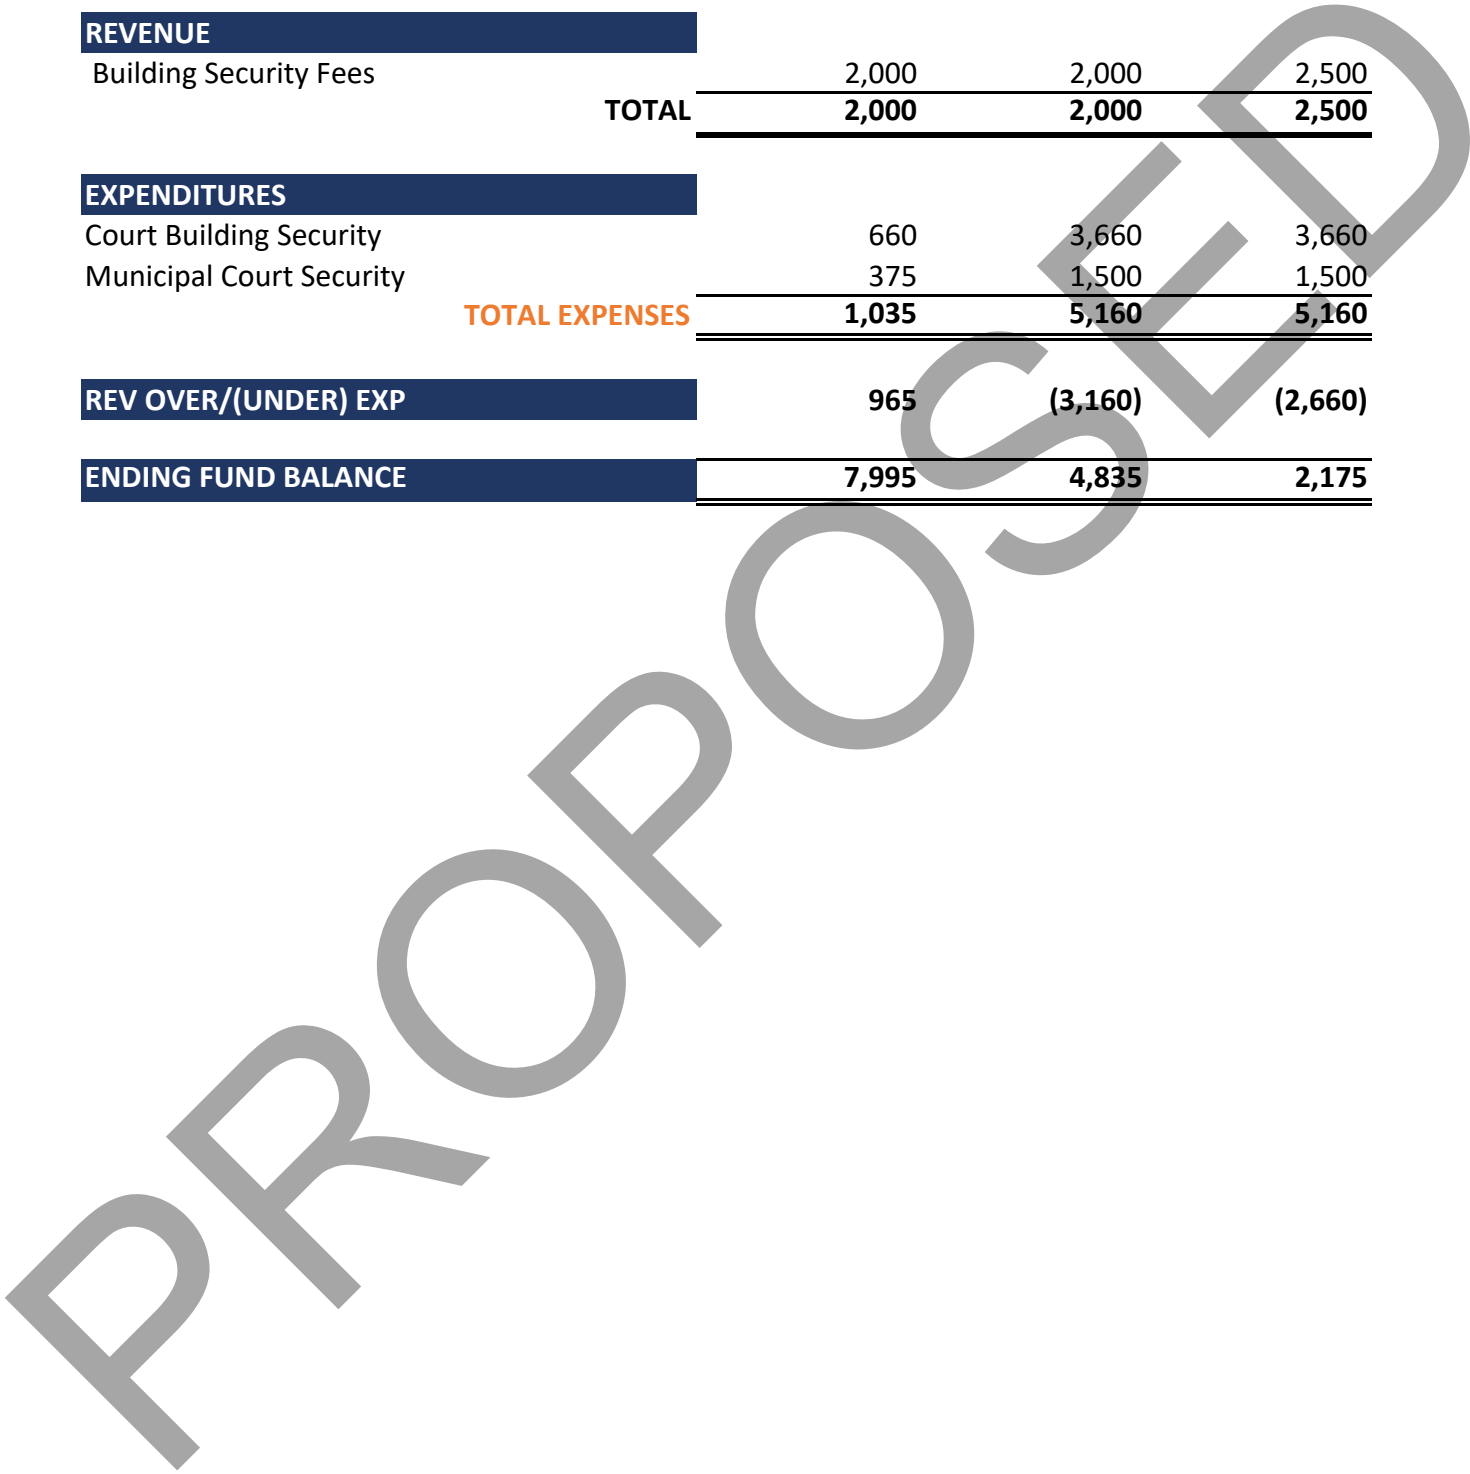 REVENUE
Building Security Fees 2,000 2,000 2,500
TOTAL 2,000 2,000 2,500
EXPENDITURES
Court Building Security 660 3,660 3,660
Municipal Court Security 375 1,500 1,500
TOTAL EXPENSES 1,035 5,160 5,160
REV OVER/(UNDER) EXP 965 (3,160) (2,660)
ENDING FUND BALANCE 7,995 4,835 2,175
PROPOSED